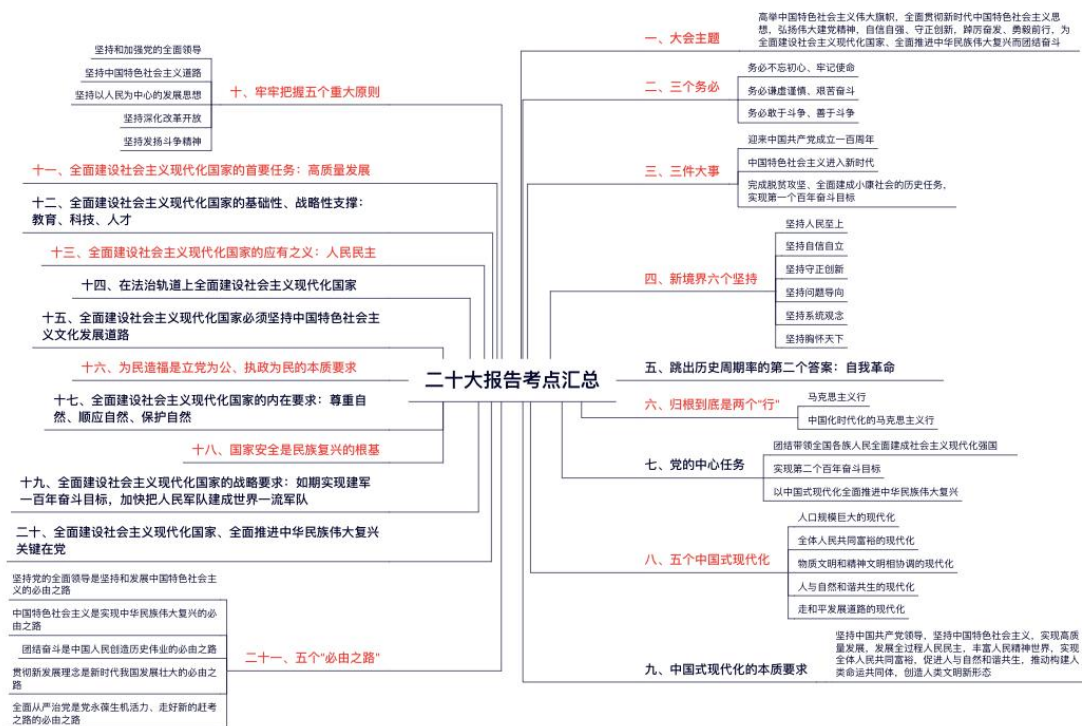 二十大报告考点汇总
一、大会主题
高举中国特色社会主义伟大旗帜，全面贯彻新时代中国特色社会主义思
想，弘扬伟大建党精神，自信自强、守正创新，踔厉奋发、勇毅前行，为
全面建设社会主义现代化国家、全面推进中华民族伟大复兴而团结奋斗
二、三个务必
务必不忘初心、牢记使命
务必谦虚谨慎、艰苦奋斗
务必敢于斗争、善于斗争
三、三件大事
迎来中国共产党成立一百周年
中国特色社会主义进入新时代
完成脱贫攻坚、全面建成小康社会的历史任务，
实现第一个百年奋斗目标
四、新境界六个坚持
坚持人民至上
坚持自信自立
坚持守正创新
坚持问题导向
坚持系统观念
坚持胸怀天下
五、跳出历史周期率的第二个答案：自我革命
六、归根到底是两个"行"
马克思主义行
中国化时代化的马克思主义行
七、党的中心任务
团结带领全国各族人民全面建成社会主义现代化强国
实现第二个百年奋斗目标
以中国式现代化全面推进中华民族伟大复兴
八、五个中国式现代化
人口规模巨大的现代化
全体人民共同富裕的现代化
物质文明和精神文明相协调的现代化
人与自然和谐共生的现代化
走和平发展道路的现代化
九、中国式现代化的本质要求
坚持中国共产党领导，坚持中国特色社会主义，实现高质
量发展，发展全过程人民民主，丰富人民精神世界，实现
全体人民共同富裕，促进人与自然和谐共生，推动构建人
类命运共同体，创造人类文明新形态
十、牢牢把握五个重大原则
坚持和加强党的全面领导
坚持中国特色社会主义道路
坚持以人民为中心的发展思想
坚持深化改革开放
坚持发扬斗争精神
十一、全面建设社会主义现代化国家的首要任务：高质量发展
十二、全面建设社会主义现代化国家的基础性、战略性支撑：
教育、科技、人才
十三、全面建设社会主义现代化国家的应有之义：人民民主
十四、在法治轨道上全面建设社会主义现代化国家
十五、全面建设社会主义现代化国家必须坚持中国特色社会主
义文化发展道路
十六、为民造福是立党为公、执政为民的本质要求
十七、全面建设社会主义现代化国家的内在要求：尊重自
然、顺应自然、保护自然
十八、国家安全是民族复兴的根基
十九、全面建设社会主义现代化国家的战略要求：如期实现建军
一百年奋斗目标，加快把人民军队建成世界一流军队
二十、全面建设社会主义现代化国家、全面推进中华民族伟大复兴
关键在党
二十一、五个"必由之路"
坚持党的全面领导是坚持和发展中国特色社会主
义的必由之路
中国特色社会主义是实现中华民族伟大复兴的必
由之路
团结奋斗是中国人民创造历史伟业的必由之路
贯彻新发展理念是新时代我国发展壮大的必由之
路
全面从严治党是党永葆生机活力、走好新的赶考
之路的必由之路